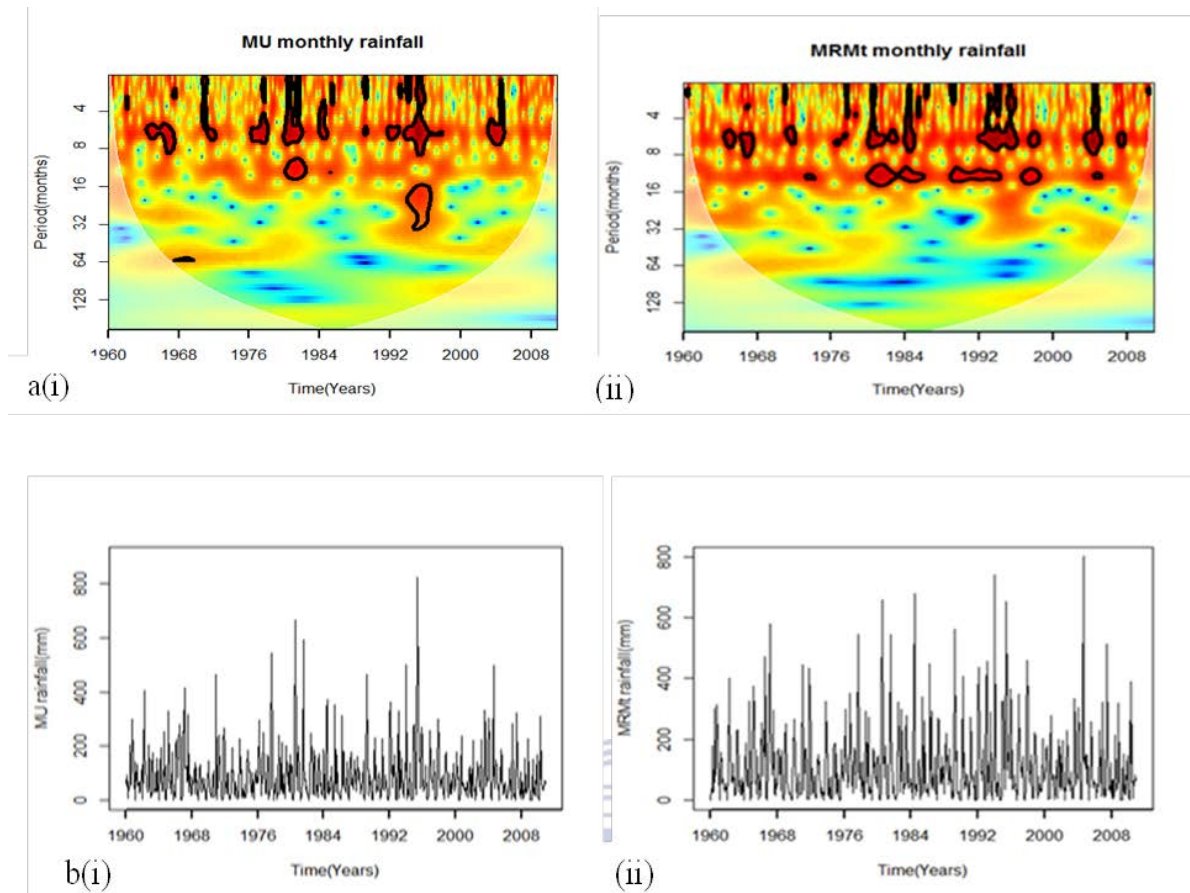 MU monthly rainfall
Period(months)
4
8
16
32
64
128
1960 1968 1976 1984 1992 2000 2008
Time(Years)
a(i)
MRMt monthly rainfall
Period(months)
4
8
16
32
64
128
1960 1968 1976 1984 1992 2000 2008
Time(Years)
(ii)
MU rainfall(mm)
800
600
400
200
0
1960 1968 1976 1984 1992 2000 2008
Time(Years)
b(i)
MRMt rainfall(mm)
800
600
400
200
0
1960 1968 1976 1984 1992 2000 2008
Time(Years)
(ii)